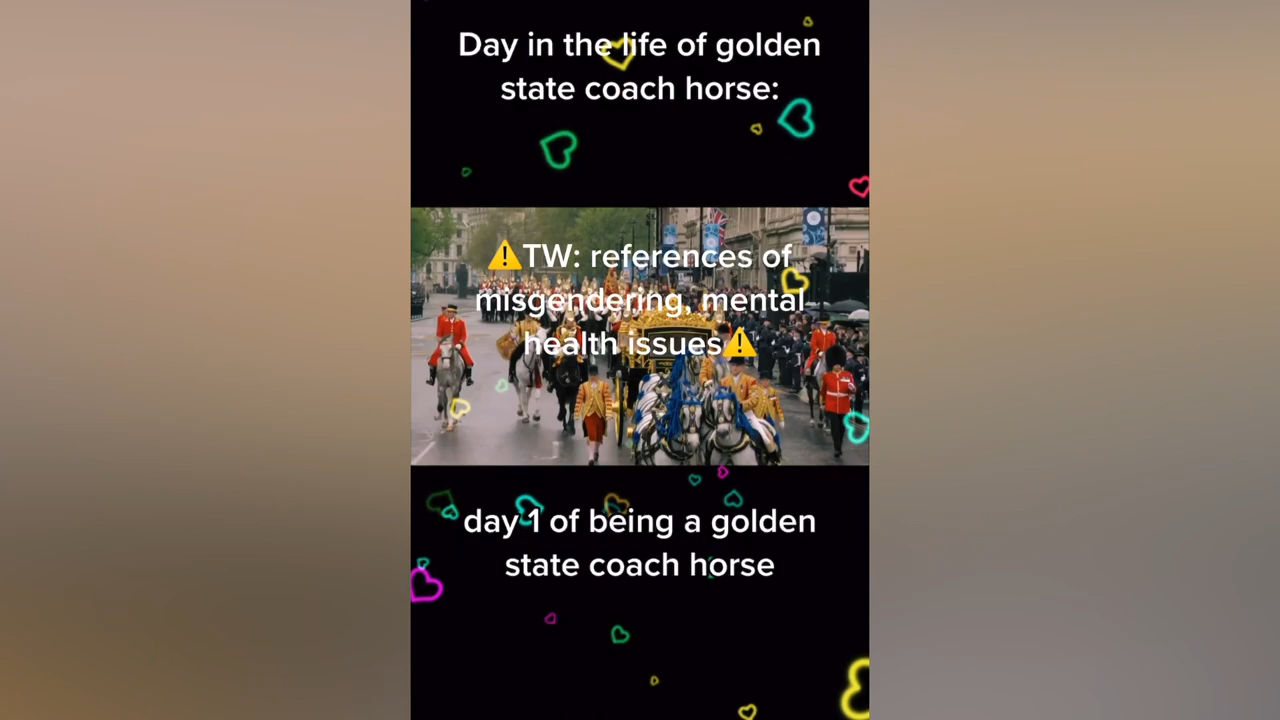 Day in the life of golden
state coach horse:
⚠️TW: references of
misgendering, mental
health issues⚠️
day 1 of being a golden
state coach horse